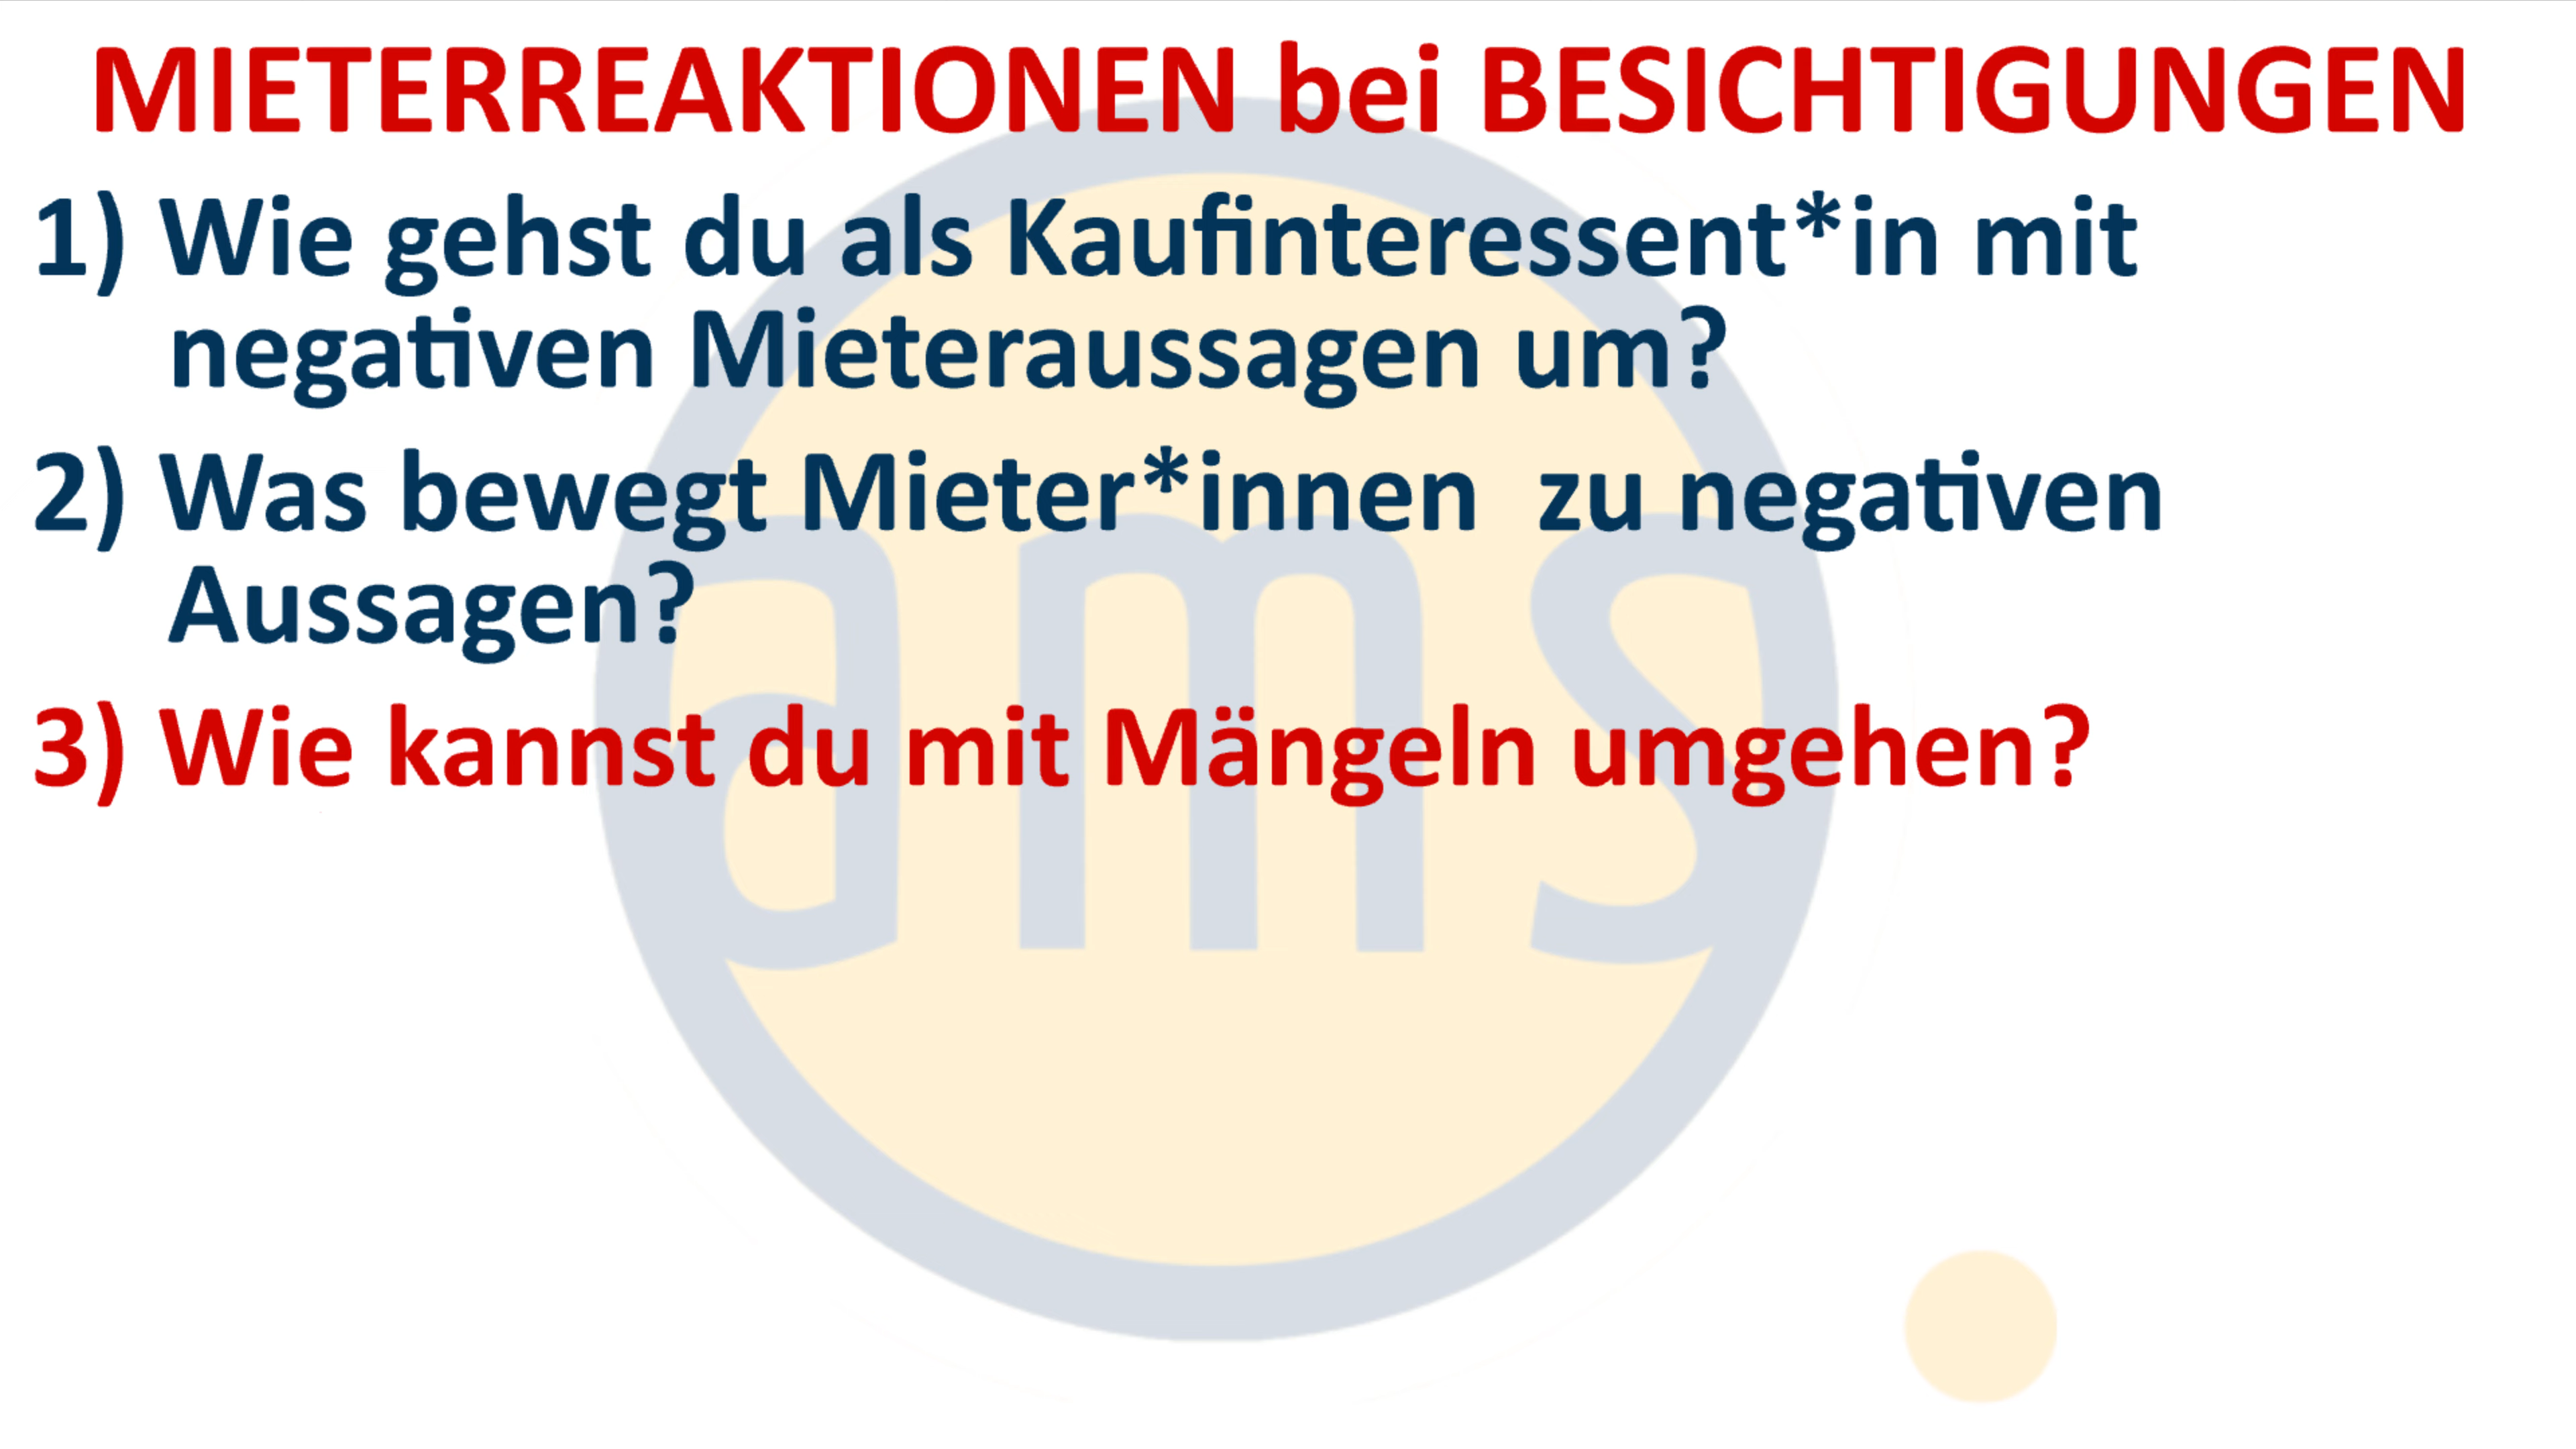 MIETERREAKTIONEN bei BESICHTIGUNGEN
1) Wie gehst du als Kaufinteressent*in mit
negativen Mieteraussagen um?
2) Was bewegt Mieter*innen  zu negativen
Aussagen?
3) Wie kannst du mit Mängeln umgehen?
ams